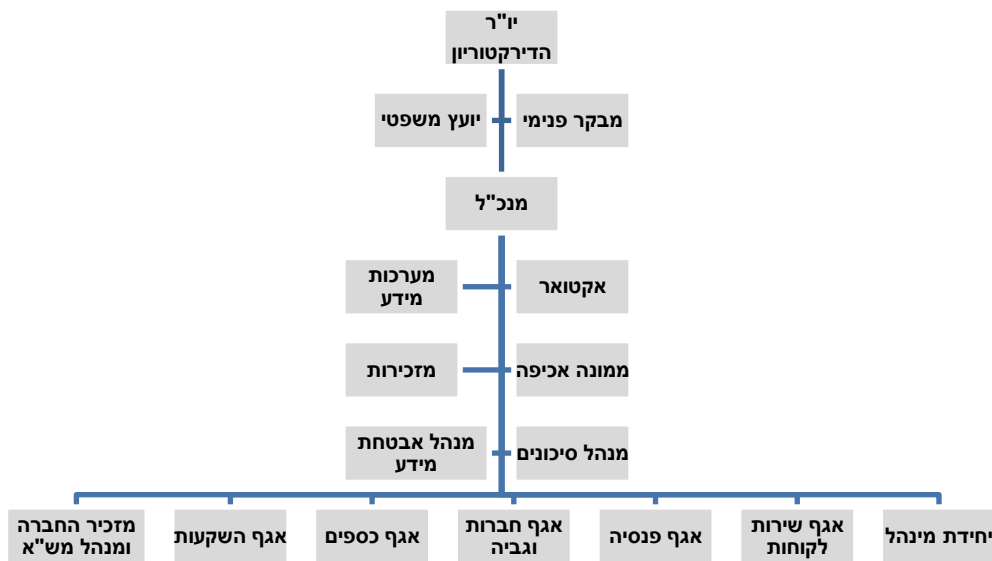 יו"ר
הדירקטוריון
מבקר פנימי
יועץ משפטי
מנכ"ל
אקטואר
מערכות
מידע
ממונה אכיפה
מזכירות
מנהל סיכונים
מנהל אבטחת
מידע
יחידת מינהל
אגף שירות
לקוחות
אגף פנסיה
אגף חברות
וגביה
אגף כספים
אגף השקעות
מזכיר החברה
ומנהל מש"א